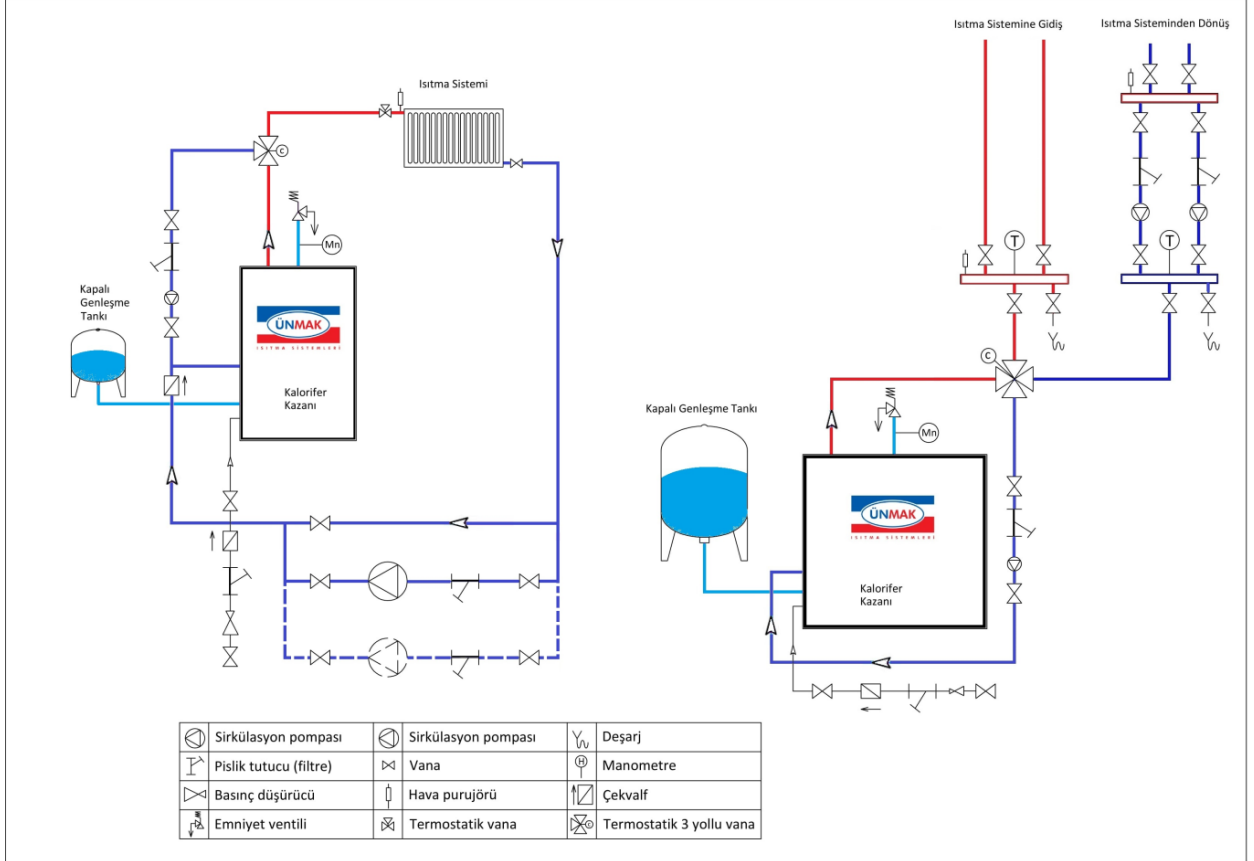 Isıtma Sistemine Gidiş
Isıtma Sisteminden Dönüş
Isıtma Sistemi
C
Mn
Kapalı
Genleşme
Tankı
ÜNMAK
ISITMA SİSTEMLERİ
Kalorifer
Kazanı
T
T
C
Kapalı Genleşme Tankı
Mn
ÜNMAK
ISITMA SİSTEMLERİ
Kalorifer
Kazanı
Sirkülasyon pompası
Sirkülasyon pompası
Deşarj
Pislik tutucu (filtre)
Vana
H
Manometre
Basınç düşürücü
Hava purujörü
Çekvalf
Emniyet ventili
Termostatik vana
C
Termostatik 3 yollu vana